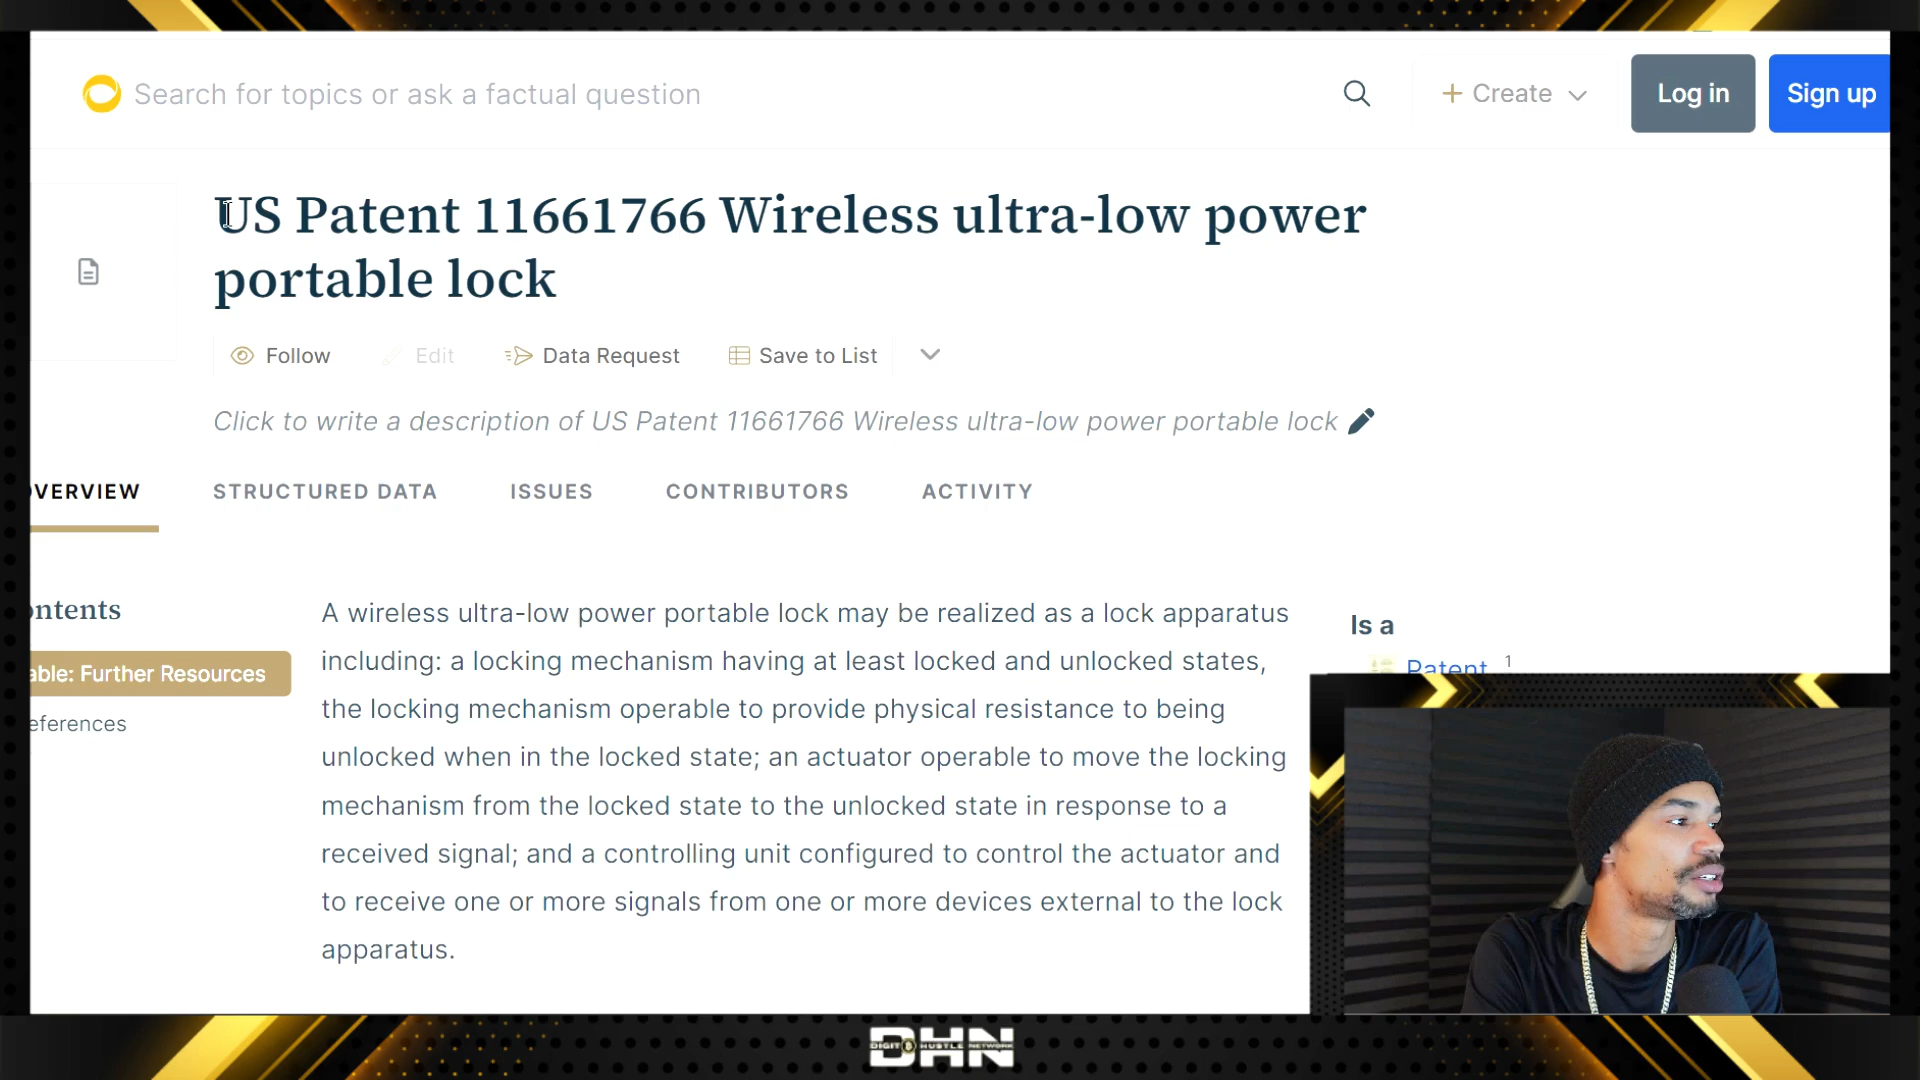 Search for topics or ask a factual question
+ Create
Log in
Sign up
US Patent 11661766 Wireless ultra-low power
portable lock
Follow
Edit
Data Request
Save to List
Click to write a description of US Patent 11661766 Wireless ultra-low power portable lock
VERVIEW
STRUCTURED DATA
ISSUES
CONTRIBUTORS
ACTIVITY
ontents
able: Further Resources
eferences
A wireless ultra-low power portable lock may be realized as a lock apparatus
including: a locking mechanism having at least locked and unlocked states,
the locking mechanism operable to provide physical resistance to being
unlocked when in the locked state; an actuator operable to move the locking
mechanism from the locked state to the unlocked state in response to a
received signal; and a controlling unit configured to control the actuator and
to receive one or more signals from one or more devices external to the lock
apparatus.
Is a
Patent 1
DHN
DIGIT HUSTLE NETWORK